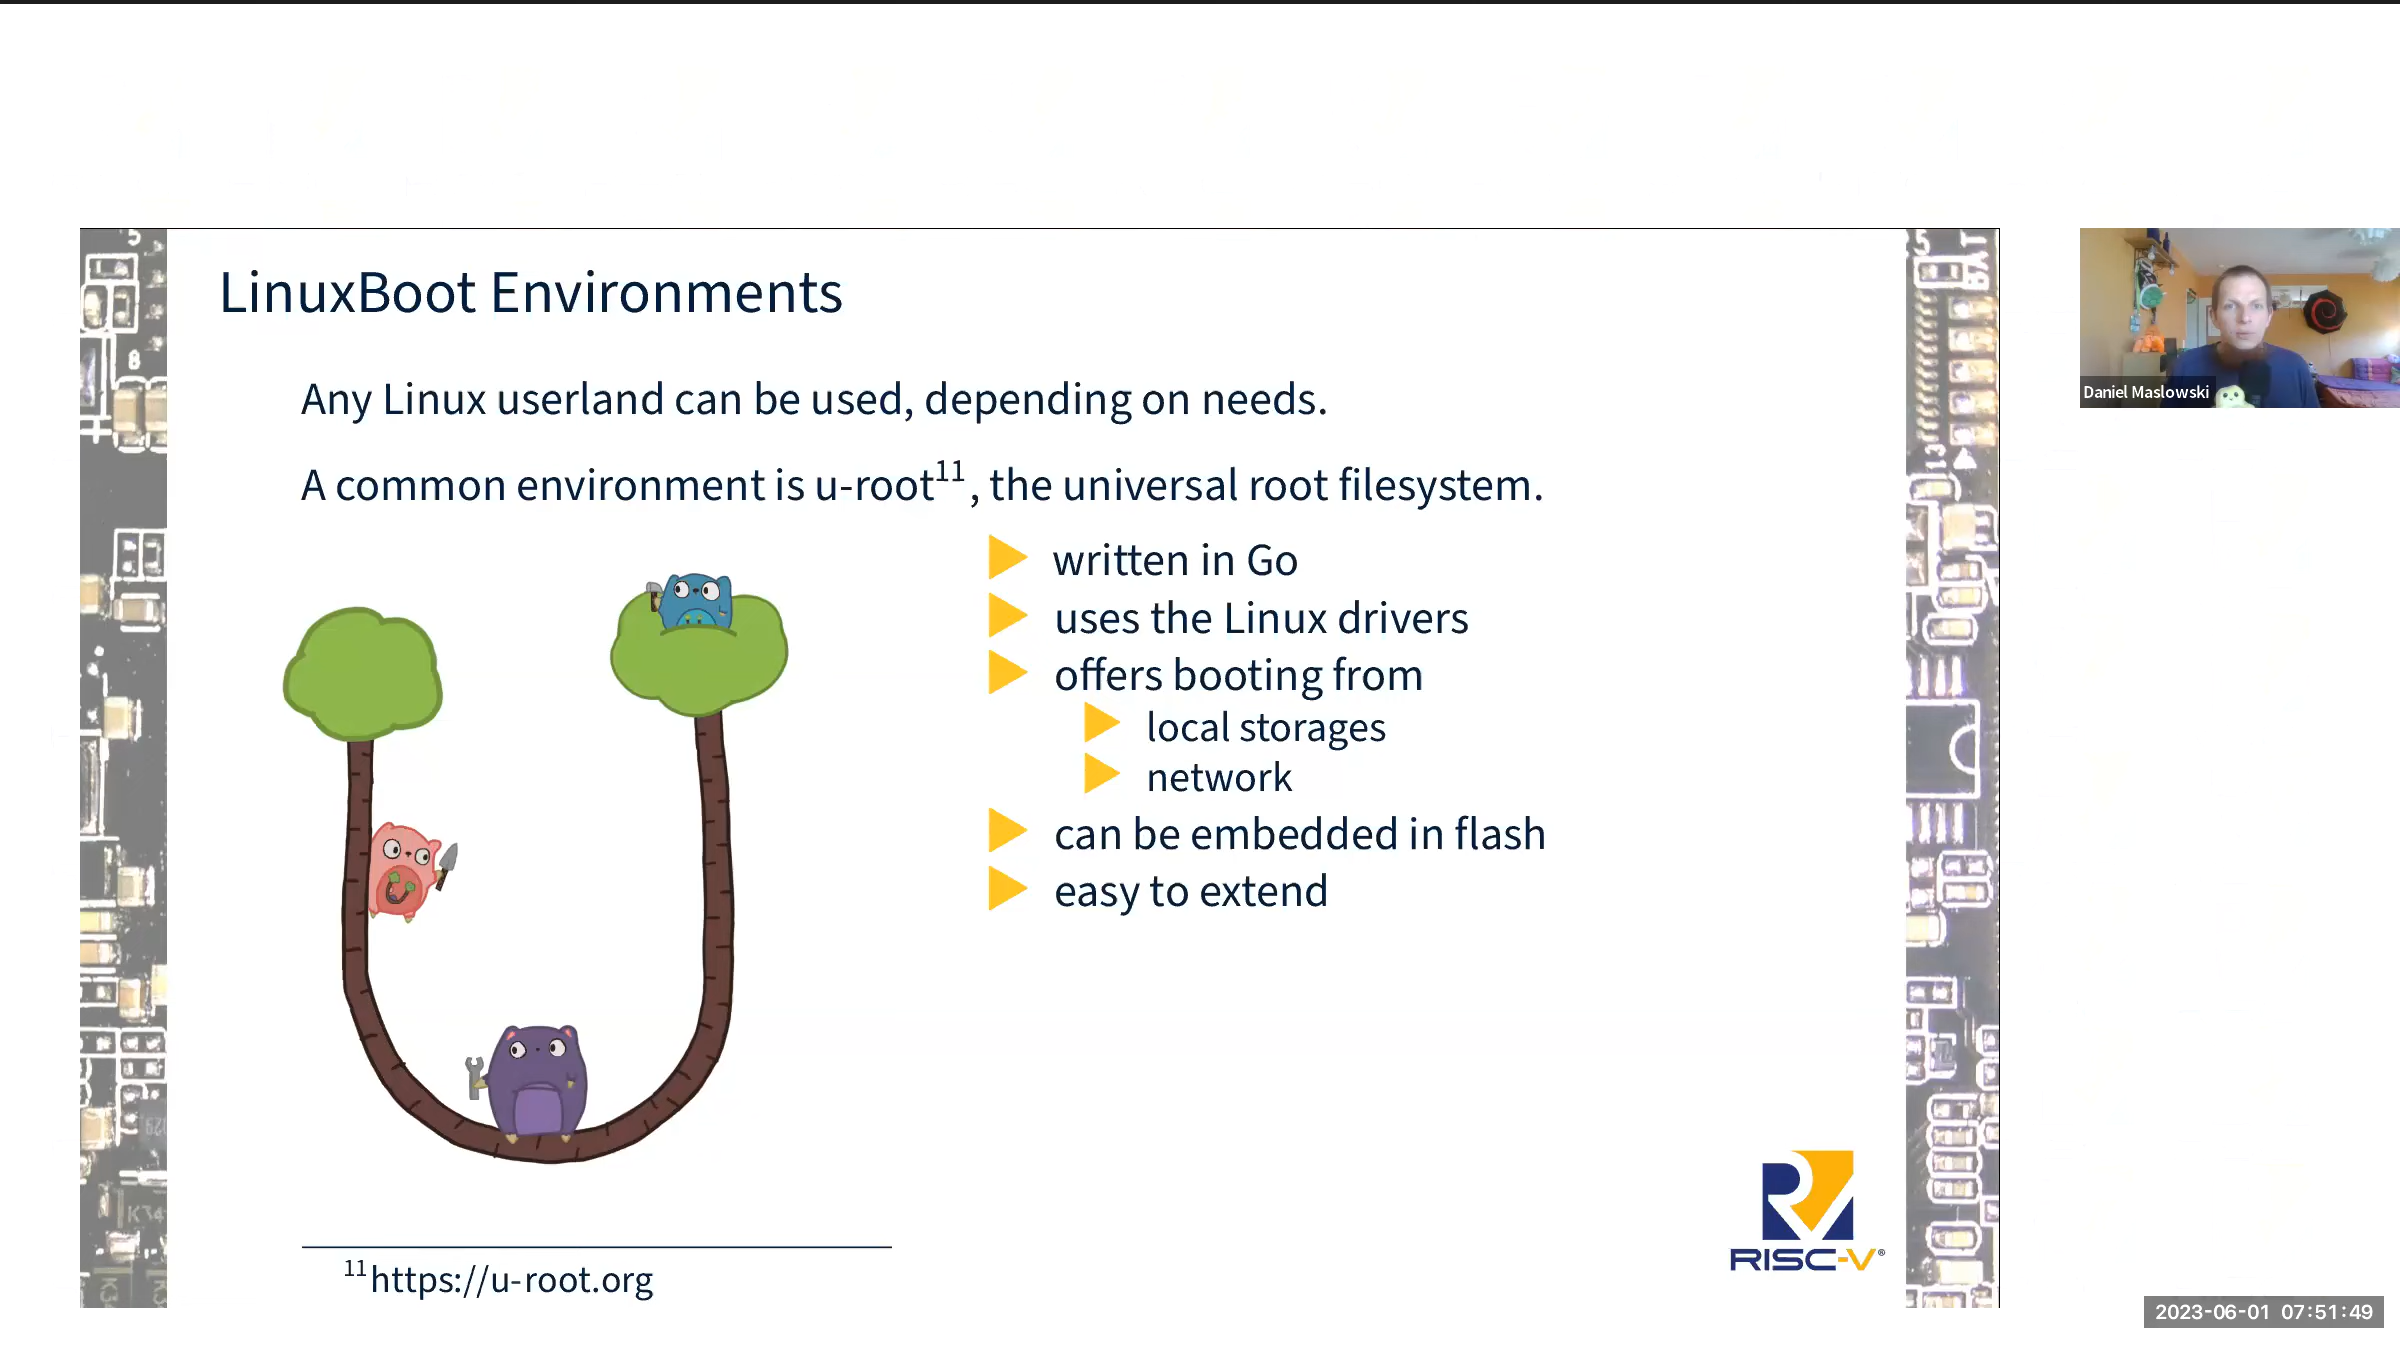 LinuxBoot Environments
Any Linux userland can be used, depending on needs.
A common environment is u-root11, the universal root filesystem.
written in Go
uses the Linux drivers
offers booting from
local storages
network
can be embedded in flash
easy to extend
11https://u-root.org
RISC-V®
Daniel Maslowski
2023-06-01 07:51:49